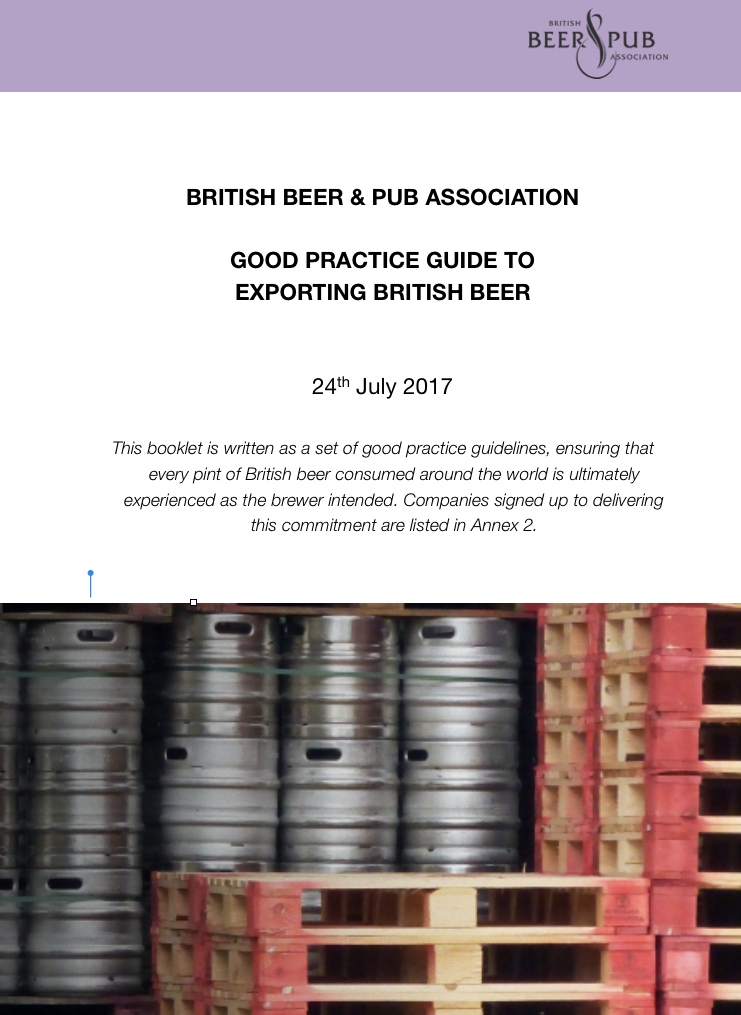 BRITISH
BEER PUB
ASSOCIATION
BRITISH BEER & PUB ASSOCIATION
GOOD PRACTICE GUIDE TO
EXPORTING BRITISH BEER
24th July 2017
This booklet is written as a set of good practice guidelines, ensuring that
every pint of British beer consumed around the world is ultimately
experienced as the brewer intended. Companies signed up to delivering
this commitment are listed in Annex 2.